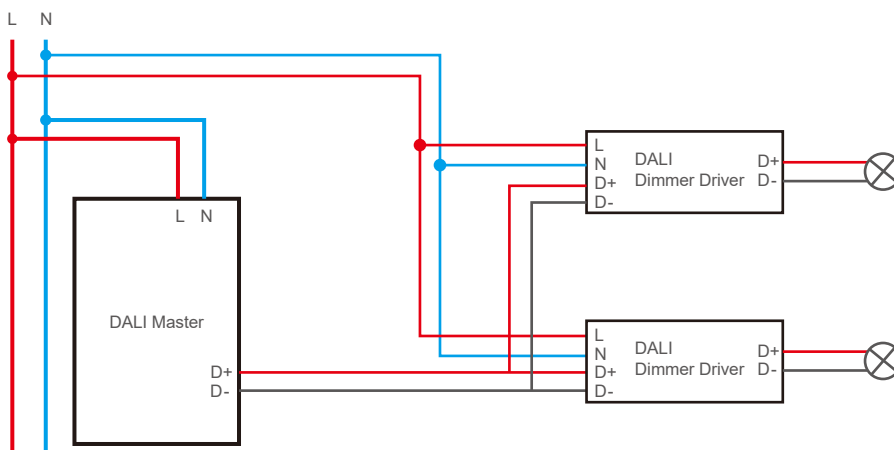 L N
L
N
D+
D-
DALI
Dimmer Driver
D+
D-
L N
DALI Master
D+
D-
L
N
D+
D-
DALI
Dimmer Driver
D+
D-